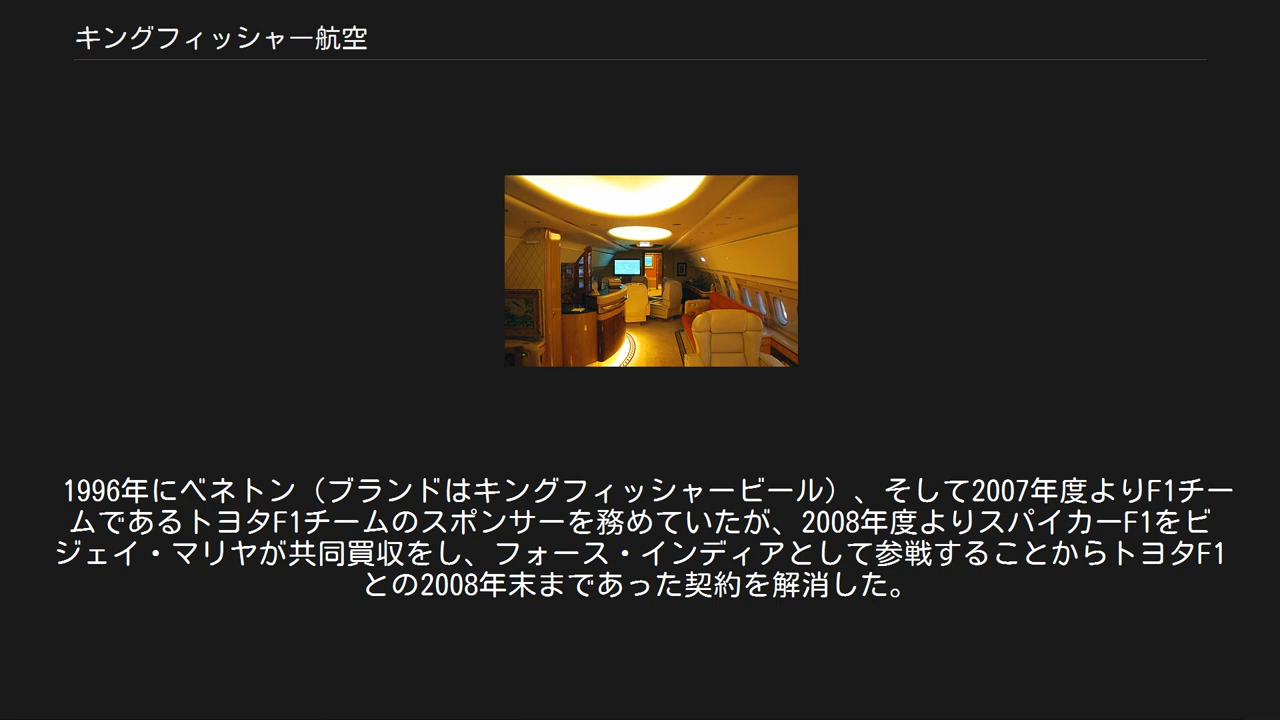 キングフィッシャー航空
1996年にベネトン（ブランドはキングフィッシャービール）、そして2007年度よりF1チー
ムであるトヨタF1チームのスポンサーを務めていたが、2008年度よりスパイカーF1をビ
ジェイ・マリヤが共同買収をし、フォース・インディアとして参戦することからトヨタF1
との2008年末まであった契約を解消した。